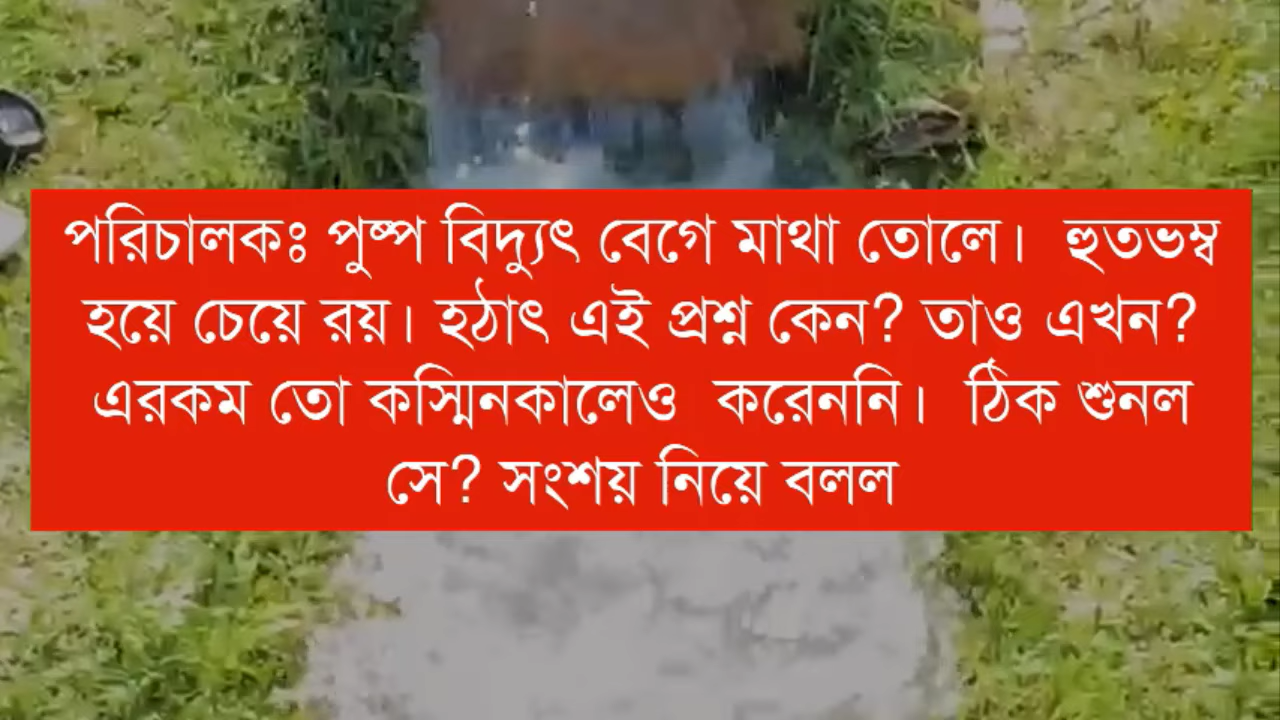 পরিচালকঃ পুষ্প বিদ্যুৎ বেগে মাথা তোলে।  হুতভম্ব
হয়ে চেয়ে রয়। হঠাৎ এই প্রশ্ন কেন? তাও এখন?
এরকম তো কস্মিনকালেও  করেননি।  ঠিক শুনল
সে? সংশয় নিয়ে বলল